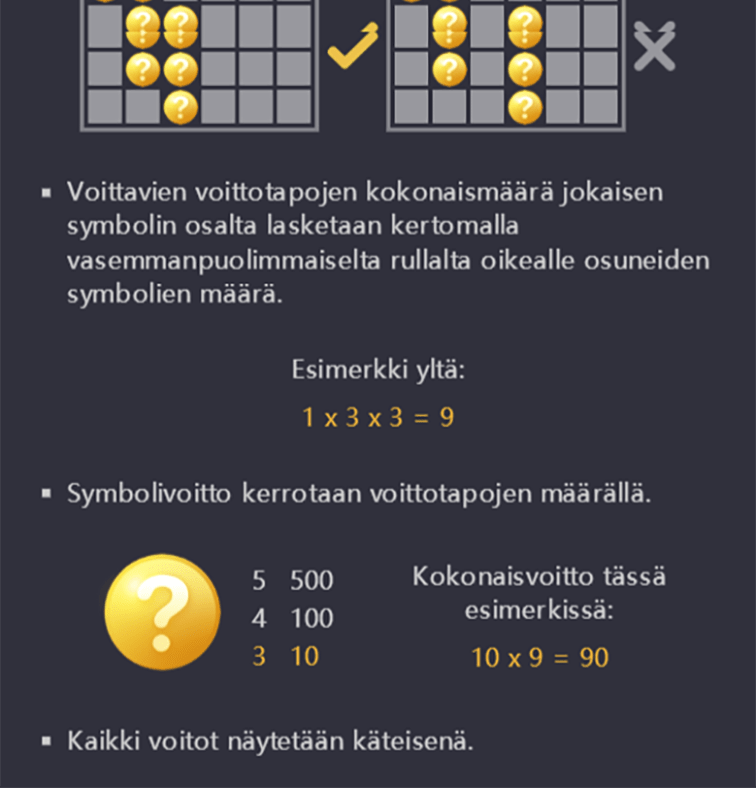 Voittavien voittotapojen kokonaismäärä jokaisen
symbolin osalta lasketaan kertomalla
vasemmanpuolimmaiselta rullalta oikealle osuneiden
symbolien määrä.
Esimerkki yltä:
1 x 3 x 3 = 9
Symbolivoitto kerrotaan voittotapojen määrällä.
?
5 500
4 100
3 10
Kokonaisvoitto tässä
esimerkissä:
10 x 9 = 90
Kaikki voitot näytetään käteisenä.